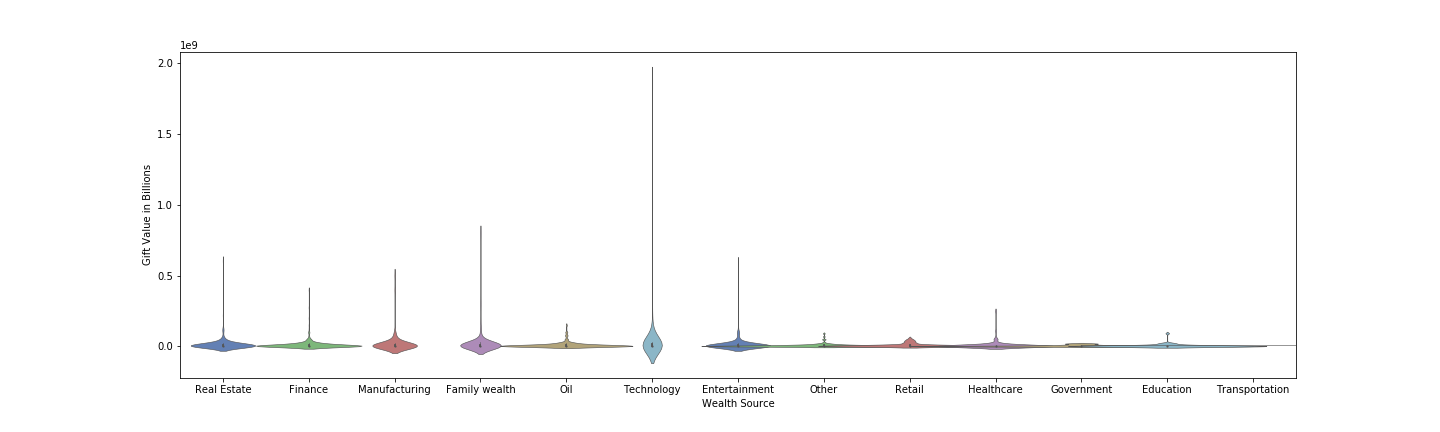 1e9
2.0
1.5
1.0
0.5
0.0
Gift Value in Billions
Real Estate Finance Manufacturing Family wealth Oil Technology Entertainment Other Retail Healthcare Government Education Transportation
Wealth Source